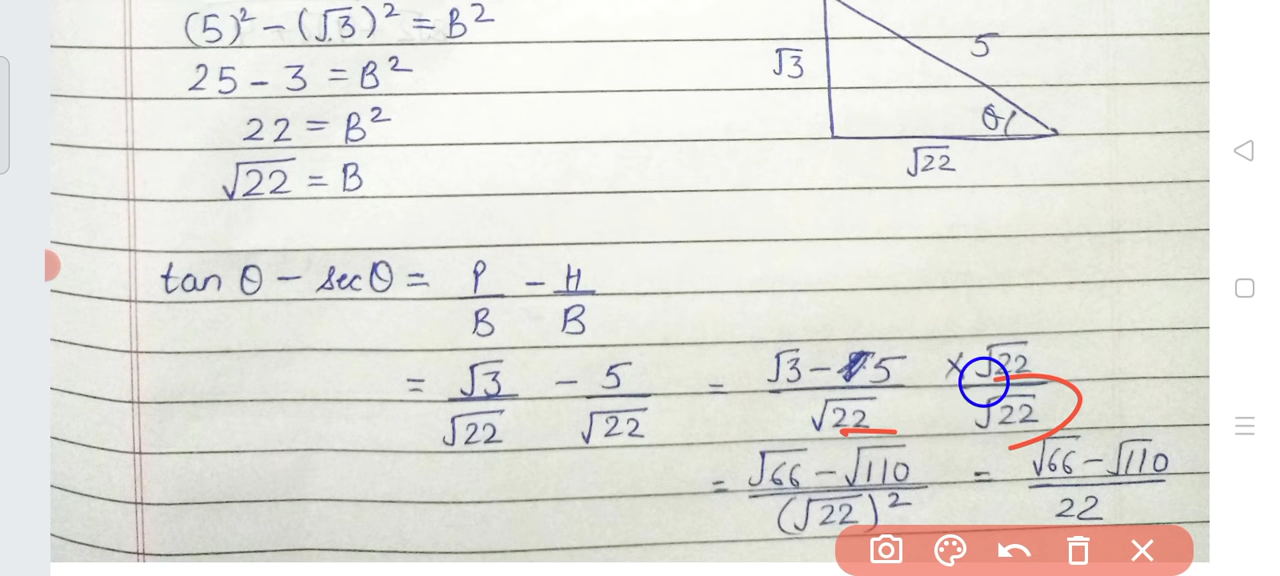 (5)² – (√3)² = B²
25 – 3 = B²
22 = B²
√22 = B
√3
5
θ
√22
tan θ – sec θ = P/B – H/B
= √3/√22 – 5/√22 = √3 – 5/√22 × √22/√22
= √66 – √110/(√22)² = √66 – √110/22